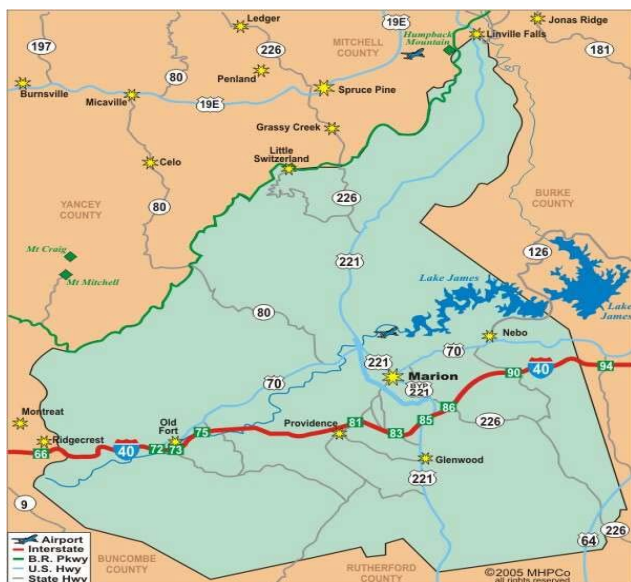 Ledger
Jonas Ridge
19E
Humpback
Mountain
Linville Falls
197
226
MITCHELL
COUNTY
181
80
Penland
Burnsville
Micaville
19E
Spruce Pine
Grassy Creek
Little
Switzerland
Celo
226
YANCEY
COUNTY
80
BURKE
COUNTY
221
126
Mt Craig
Mt Mitchell
Lake James
Lake
James
80
Nebo
221
70
70
Marion
BYP
221
90
40
94
86
Montreat
Old
Fort
Providence
81
85
226
75
83
Ridgecrest
66
40
72
73
Glenwood
221
9
64
226
Airport
Interstate
B.R. Pkwy
U.S. Hwy
State Hwy
BUNCOMBE
COUNTY
RUTHERFORD
COUNTY
©2005 MHPCo
all rights reserved